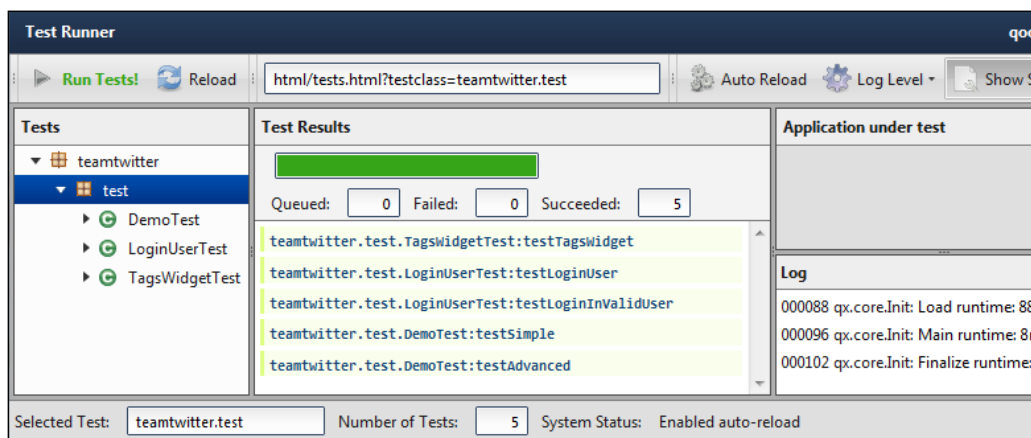 Test Runner
qoo
Run Tests! Reload html/tests.html?testclass=teamtwitter.test Auto Reload Log Level Show S
Tests
teamtwitter
test
DemoTest
LoginUserTest
TagsWidgetTest
Test Results
Queued: 0 Failed: 0 Succeeded: 5
teamtwitter.test.TagsWidgetTest:testTagsWidget
teamtwitter.test.LoginUserTest:testLoginUser
teamtwitter.test.LoginUserTest:testLoginInValidUser
teamtwitter.test.DemoTest:testSimple
teamtwitter.test.DemoTest:testAdvanced
Application under test
Log
000088 qx.core.Init: Load runtime: 88
000096 qx.core.Init: Main runtime: 8
000102 qx.core.Init: Finalize runtime:
Selected Test: teamtwitter.test Number of Tests: 5 System Status: Enabled auto-reload